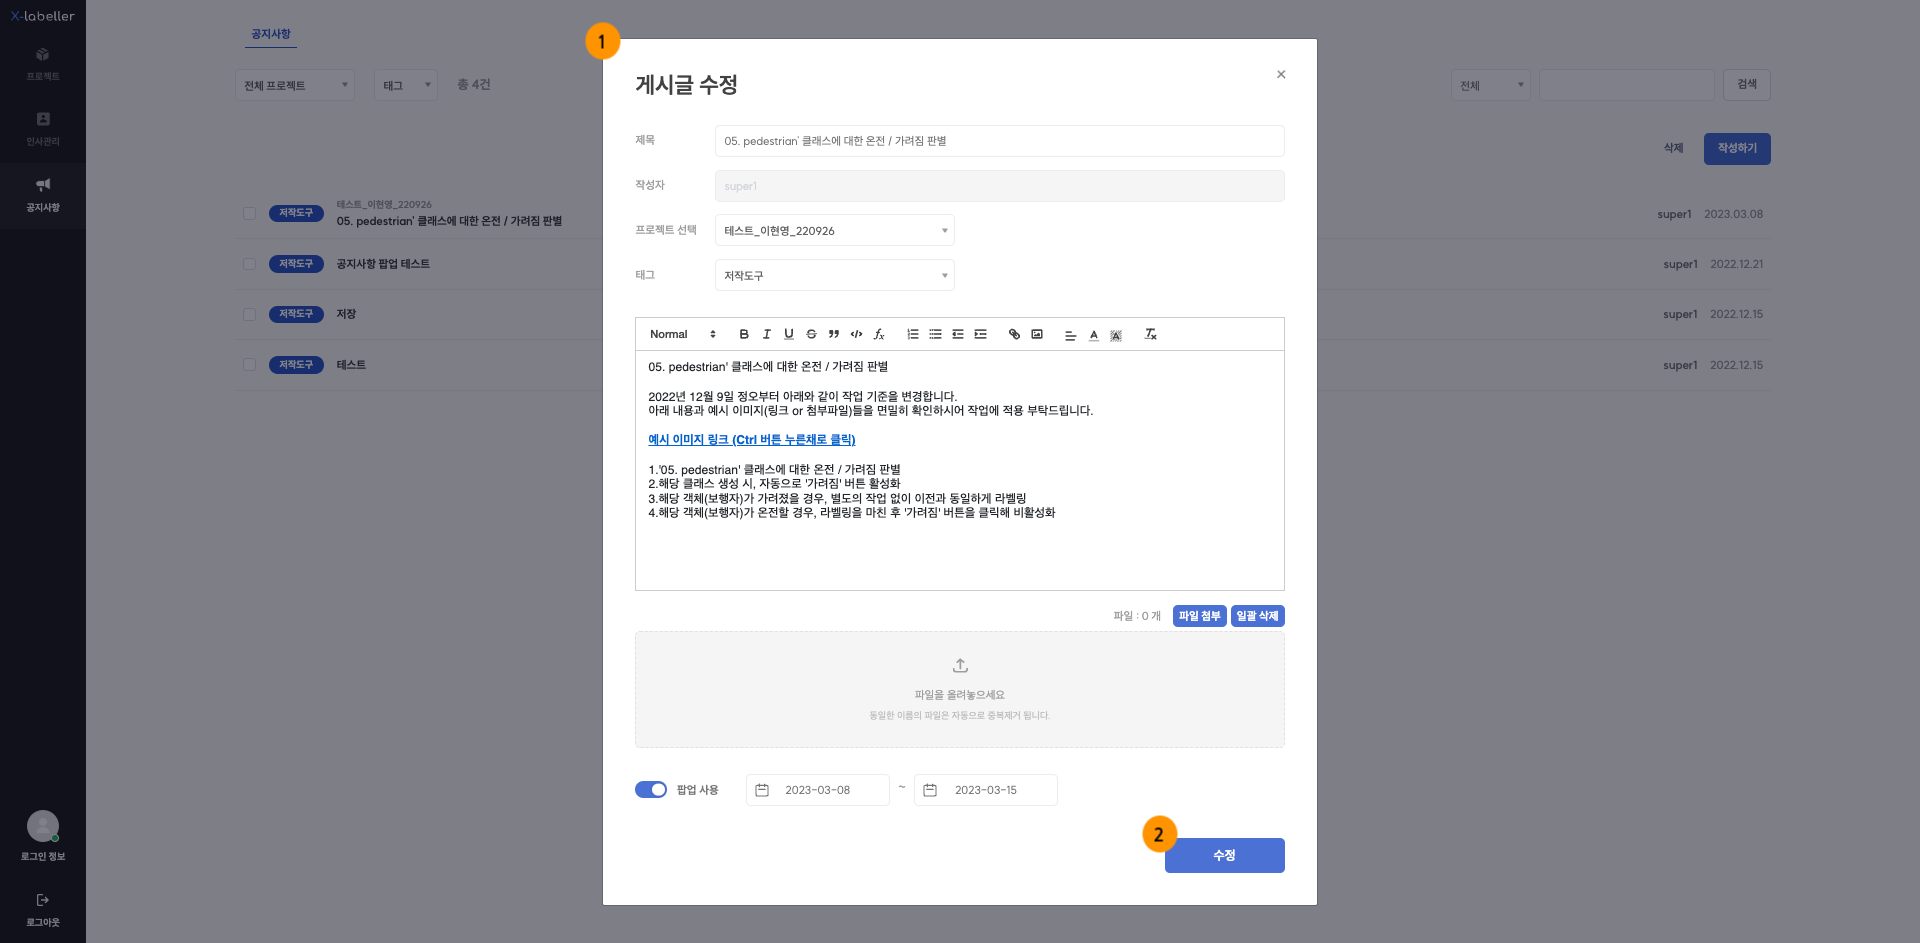 X-labeller
프로젝트
인사관리
공지사항
로그인 정보
로그아웃
공지사항
전체 프로젝트
태그
총 4건
전체
검색
삭제
작성하기
저작도구
테스트_이현영_220926
05. pedestrian' 클래스에 대한 온전 / 가려짐 판별
super1 2023.03.08
저작도구 공지사항 팝업 테스트
super1 2022.12.21
저작도구 저장
super1 2022.12.15
저작도구 테스트
super1 2022.12.15
1
게시글 수정
×
제목 05. pedestrian' 클래스에 대한 온전 / 가려짐 판별
작성자 super1
프로젝트 선택 테스트_이현영_220926
태그 저작도구
Normal
05. pedestrian' 클래스에 대한 온전 / 가려짐 판별
2022년 12월 9일 정오부터 아래와 같이 작업 기준을 변경합니다.
아래 내용과 예시 이미지(링크 or 첨부파일)들을 면밀히 확인하시어 작업에 적용 부탁드립니다.
예시 이미지 링크 (Ctrl 버튼 누른채로 클릭)
1.'05. pedestrian' 클래스에 대한 온전 / 가려짐 판별
2.해당 클래스 생성 시, 자동으로 '가려짐' 버튼 활성화
3.해당 객체(보행자)가 가려졌을 경우, 별도의 작업 없이 이전과 동일하게 라벨링
4.해당 객체(보행자)가 온전할 경우, 라벨링을 마친 후 '가려짐' 버튼을 클릭해 비활성화
파일 : 0 개 파일 첨부 일괄 삭제
파일을 올려놓으세요
동일한 이름의 파일은 자동으로 중복제거 됩니다.
팝업 사용 2023-03-08 ~ 2023-03-15
2
수정